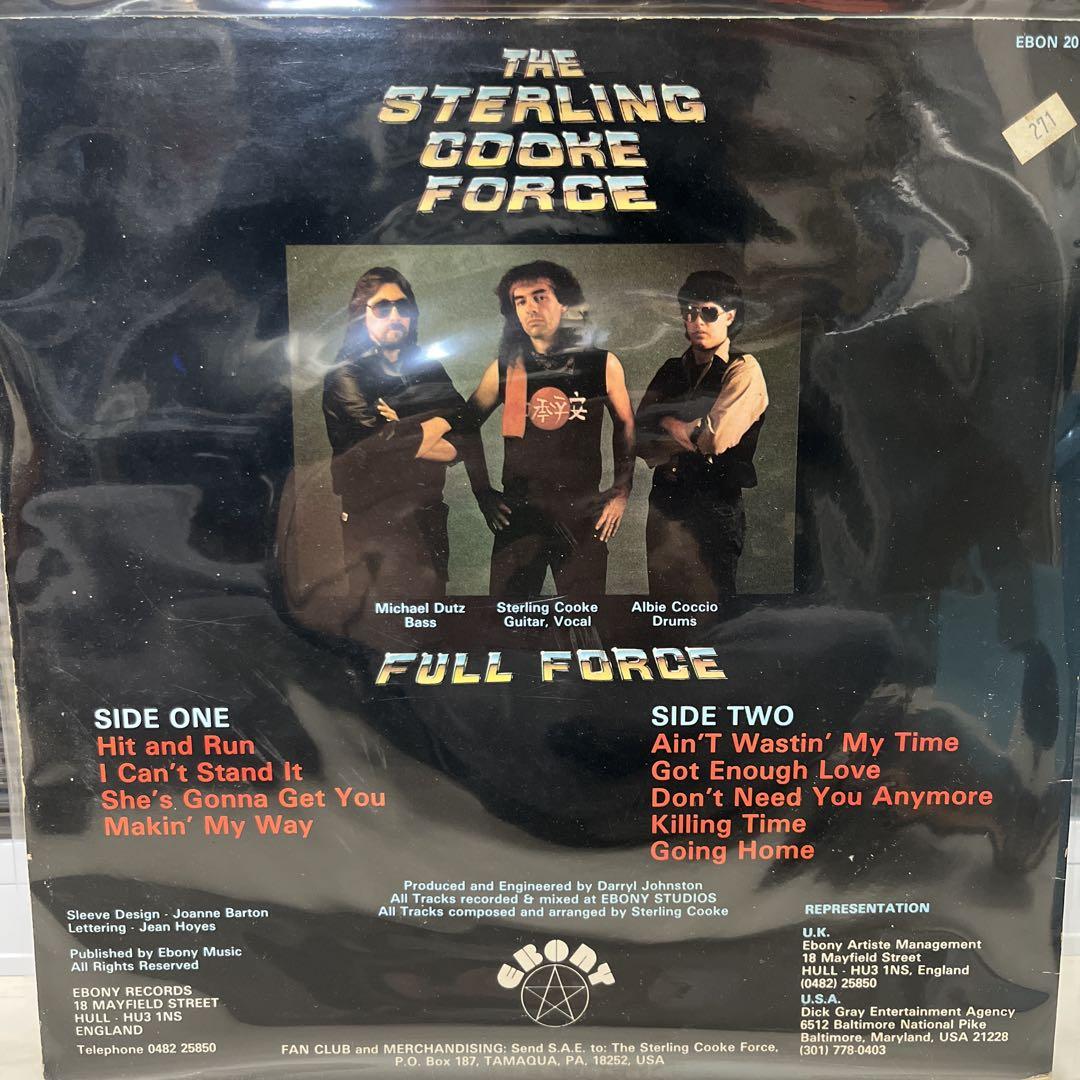 EBON 20
271
THE
STERLING
COOKE
FORCE
平安
Michael Dutz
Bass
Sterling Cooke
Guitar, Vocal
Albie Coccio
Drums
FULL FORCE
SIDE ONE
Hit and Run
I Can't Stand It
She's Gonna Get You
Makin' My Way
SIDE TWO
Ain'T Wastin' My Time
Got Enough Love
Don't Need You Anymore
Killing Time
Going Home
Produced and Engineered by Darryl Johnston
All Tracks recorded & mixed at EBONY STUDIOS
All Tracks composed and arranged by Sterling Cooke
Sleeve Design - Joanne Barton
Lettering - Jean Hoyes
Published by Ebony Music
All Rights Reserved
EBONY RECORDS
18 MAYFIELD STREET
HULL - HU3 1NS
ENGLAND
Telephone 0482 25850
EBONY
REPRESENTATION
U.K.
Ebony Artiste Management
18 Mayfield Street
HULL - HU3 1NS, England
(0482) 25850
U.S.A.
Dick Gray Entertainment Agency
6512 Baltimore National Pike
Baltimore, Maryland, USA 21228
(301) 778-0403
FAN CLUB and MERCHANDISING: Send S.A.E. to: The Sterling Cooke Force,
P.O. Box 187, TAMAQUA, PA, 18252, USA